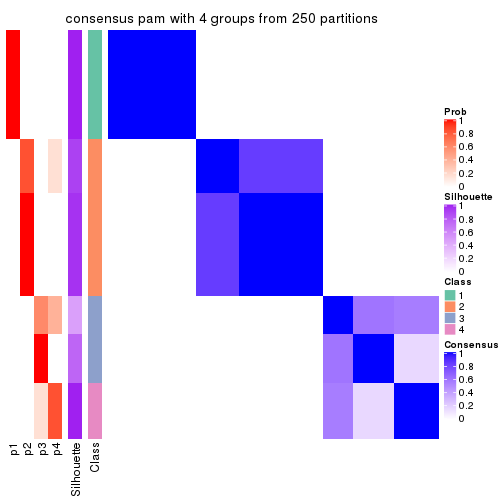 consensus pam with 4 groups from 250 partitions
Prob
1
0.8
0.6
0.4
0.2
0
Silhouette
1
0.8
0.6
0.4
0.2
0
Class
1
2
3
4
Consensus
1
0.8
0.6
0.4
0.2
0
p1
p2
p3
p4
Silhouette
Class